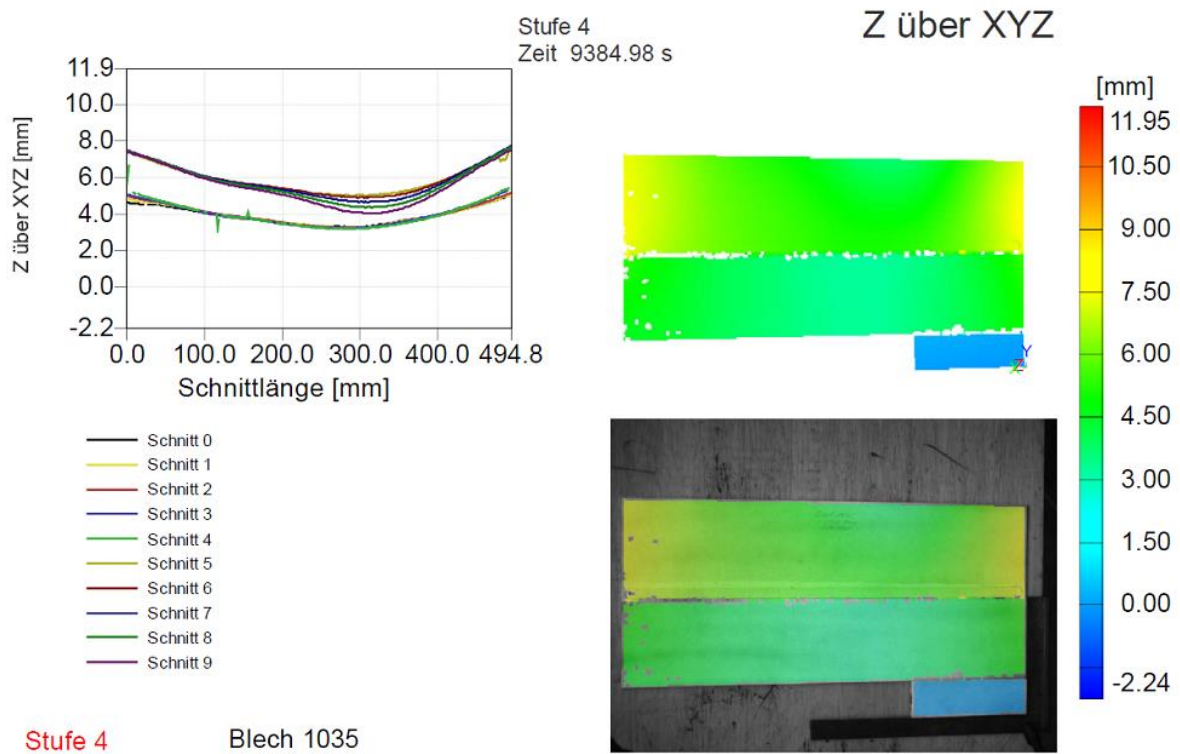 Stufe 4
Zeit 9384.98 s
Z über XYZ
Z über XYZ [mm]
11.9
10.0
8.0
6.0
4.0
2.0
0.0
-2.2
0.0 100.0 200.0 300.0 400.0 494.8
Schnittlänge [mm]
Schnitt 0
Schnitt 1
Schnitt 2
Schnitt 3
Schnitt 4
Schnitt 5
Schnitt 6
Schnitt 7
Schnitt 8
Schnitt 9
[mm]
11.95
10.50
9.00
7.50
6.00
4.50
3.00
1.50
0.00
-2.24
Y
Z
Stufe 4 Blech 1035